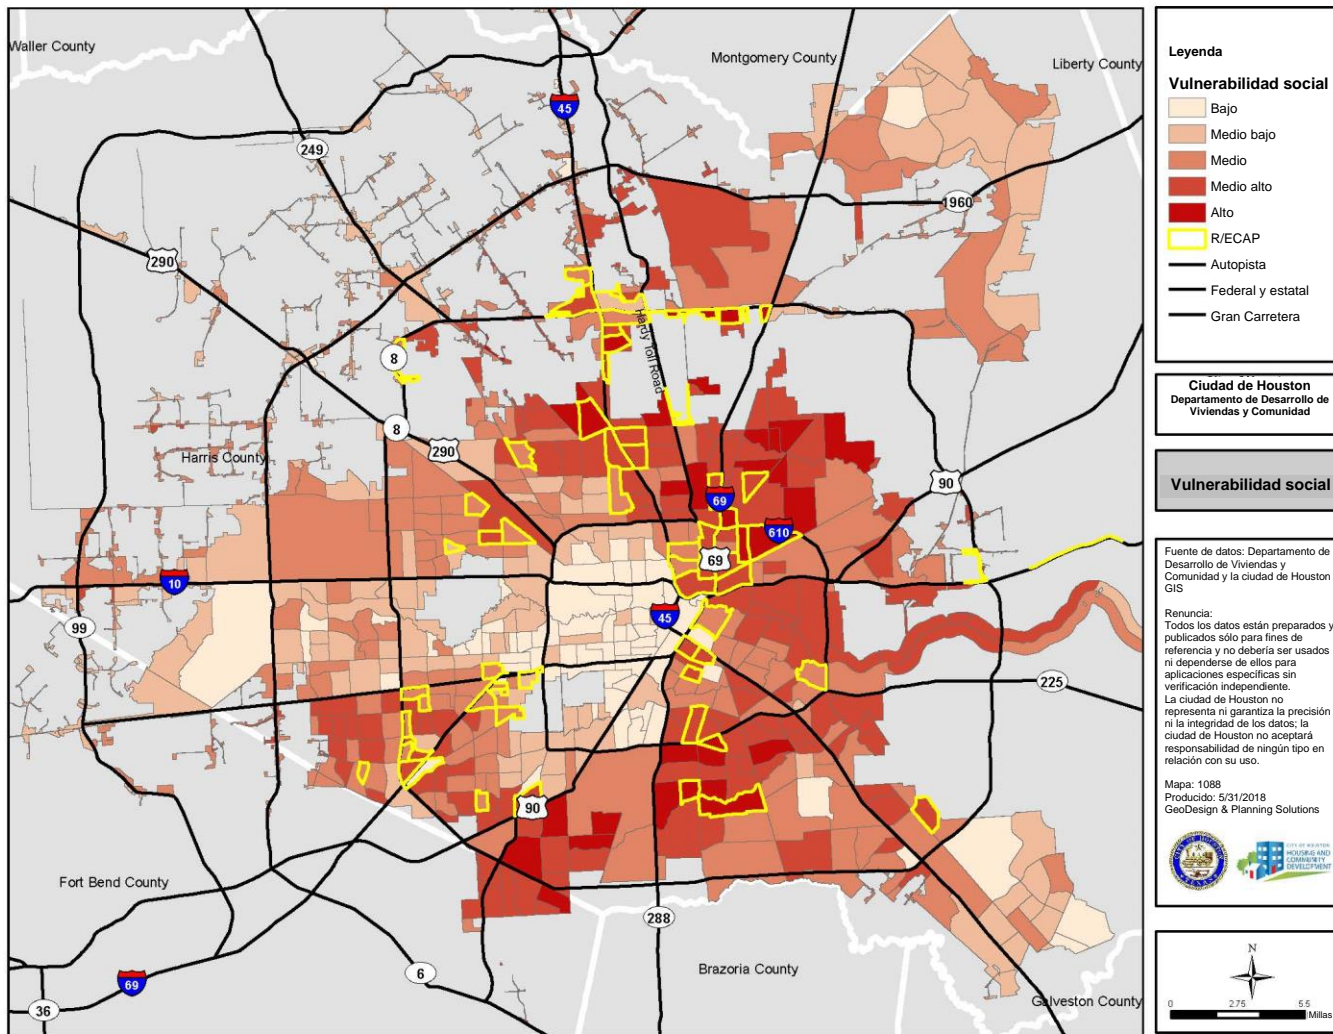 Waller County
Montgomery County
Liberty County
45
249
1960
290
Hardy Toll Road
8
8
290
Harris County
90
69
610
69
10
45
99
225
90
Fort Bend County
288
6
Brazoria County
69
36
Galveston County
Leyenda
Vulnerabilidad social
Bajo
Medio bajo
Medio
Medio alto
Alto
R/ECAP
Autopista
Federal y estatal
Gran Carretera
Ciudad de Houston
Departamento de Desarrollo de
Viviendas y Comunidad
Vulnerabilidad social
Fuente de datos: Departamento de
Desarrollo de Viviendas y
Comunidad y la ciudad de Houston
GIS
Renuncia:
Todos los datos están preparados y
publicados sólo para fines de
referencia y no debería ser usados
ni dependerse de ellos para
aplicaciones específicas sin
verificación independiente.
La ciudad de Houston no
representa ni garantiza la precisión
ni la integridad de los datos; la
ciudad de Houston no aceptará
responsabilidad de ningún tipo en
relación con su uso.
Mapa: 1088
Producido: 5/31/2018
GeoDesign & Planning Solutions
CITY OF HOUSTON
HOUSING AND
COMMUNITY
DEVELOPMENT
N
0 2.75 5.5
Millas